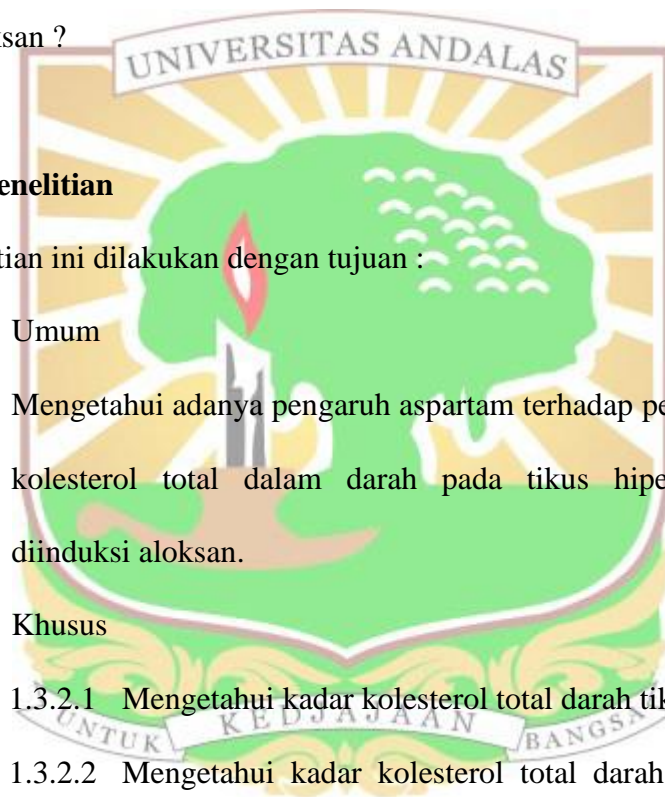 ksan ?
UNIVERSITAS ANDALAS
enelitian
tian ini dilakukan dengan tujuan :
Umum
Mengetahui adanya pengaruh aspartam terhadap pe
kolesterol total dalam darah pada tikus hipe
diinduksi aloksan.
Khusus
1.3.2.1 Mengetahui kadar kolesterol total darah tik
UNTUK KEDJAJAAN BANGSA
1.3.2.2 Mengetahui kadar kolesterol total darah